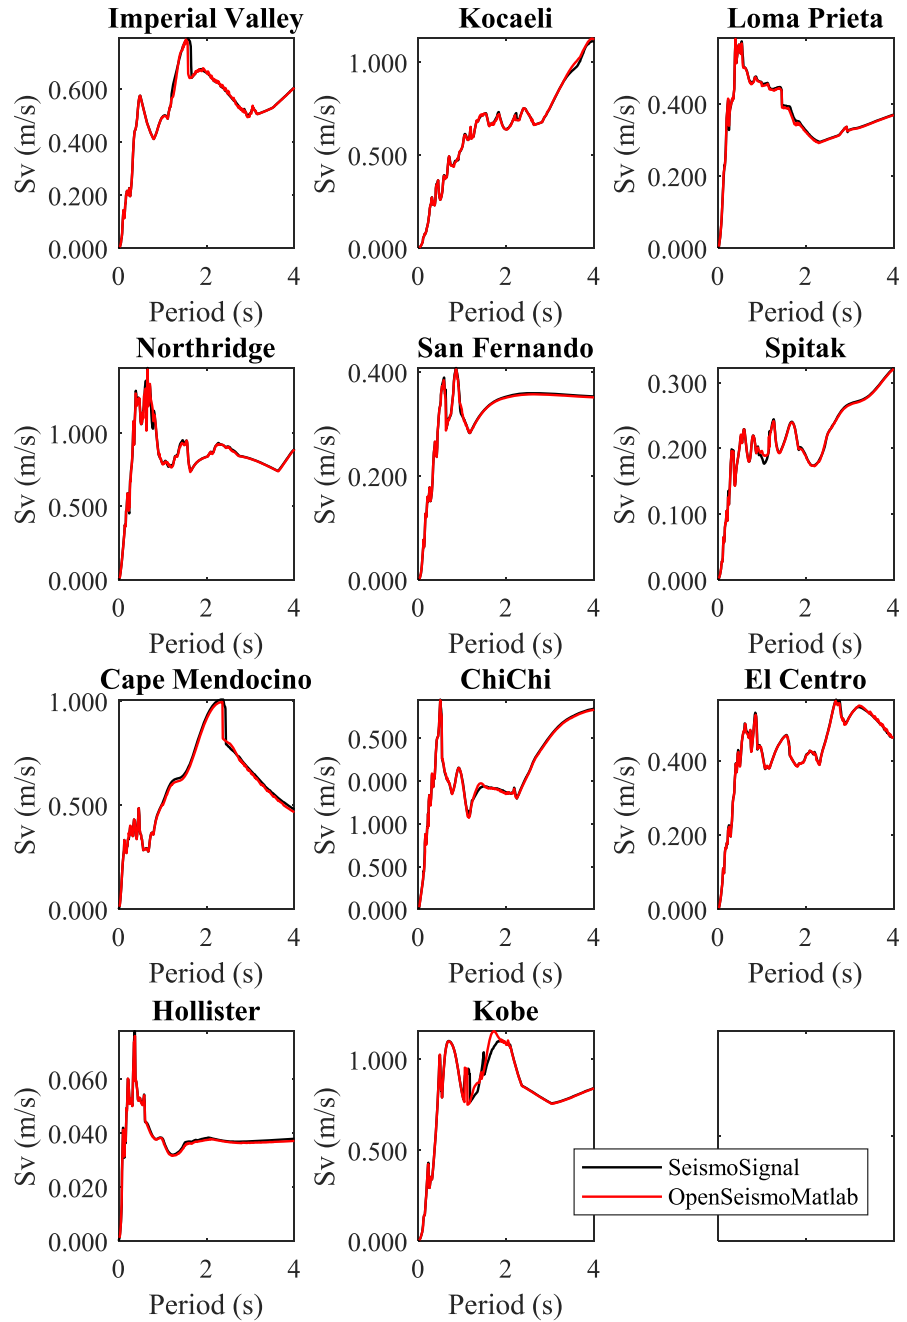 Imperial Valley
Kocaeli
Loma Prieta
Sv (m/s)
0.600
0.400
0.200
0.000
0 2 4
Period (s)
Sv (m/s)
1.000
0.500
0.000
0 2 4
Period (s)
Sv (m/s)
0.400
0.200
0.000
0 2 4
Period (s)
Northridge
San Fernando
Spitak
Sv (m/s)
1.000
0.500
0.000
0 2 4
Period (s)
Sv (m/s)
0.400
0.200
0.000
0 2 4
Period (s)
Sv (m/s)
0.300
0.200
0.100
0.000
0 2 4
Period (s)
Cape Mendocino
ChiChi
El Centro
Sv (m/s)
1.000
0.500
0.000
0 2 4
Period (s)
Sv (m/s)
0.500
0.000
1.000
0.500
0.000
0 2 4
Period (s)
Sv (m/s)
0.400
0.200
0.000
0 2 4
Period (s)
Hollister
Kobe
Sv (m/s)
0.060
0.040
0.020
0.000
0 2 4
Period (s)
Sv (m/s)
1.000
0.500
0.000
0 2 4
Period (s)
SeismoSignal
OpenSeismoMatlab